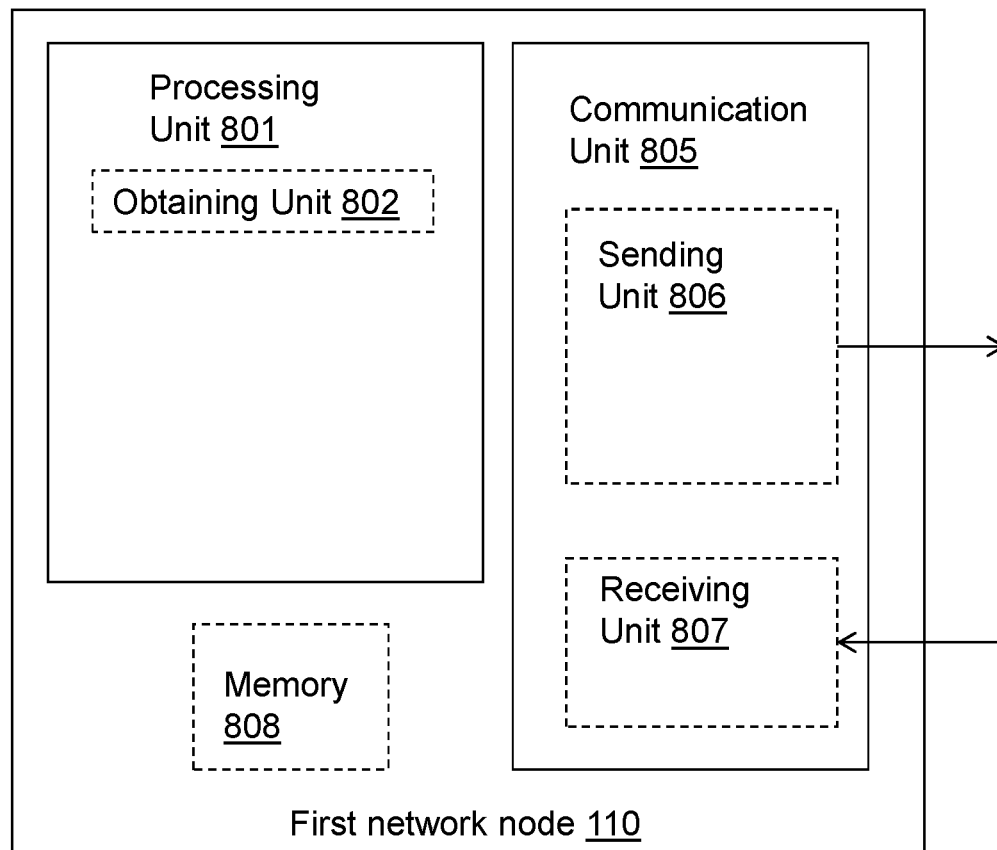 Processing
Unit 801
Obtaining Unit 802
Communication
Unit 805
Sending
Unit 806
Receiving
Unit 807
Memory
808
First network node 110